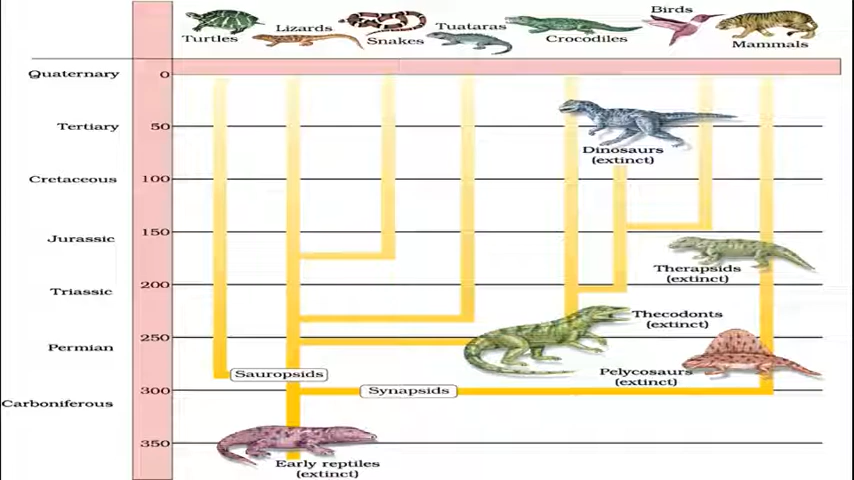 Turtles
Lizards
Snakes
Tuataras
Crocodiles
Birds
Mammals
Quaternary 0
Tertiary 50
Dinosaurs
(extinct)
Cretaceous 100
150
Jurassic
Therapsids
(extinct)
200
Triassic
Thecodonts
(extinct)
250
Permian
Sauropsids
Pelycosaurs
(extinct)
300
Synapsids
Carboniferous
350
Early reptiles
(extinct)